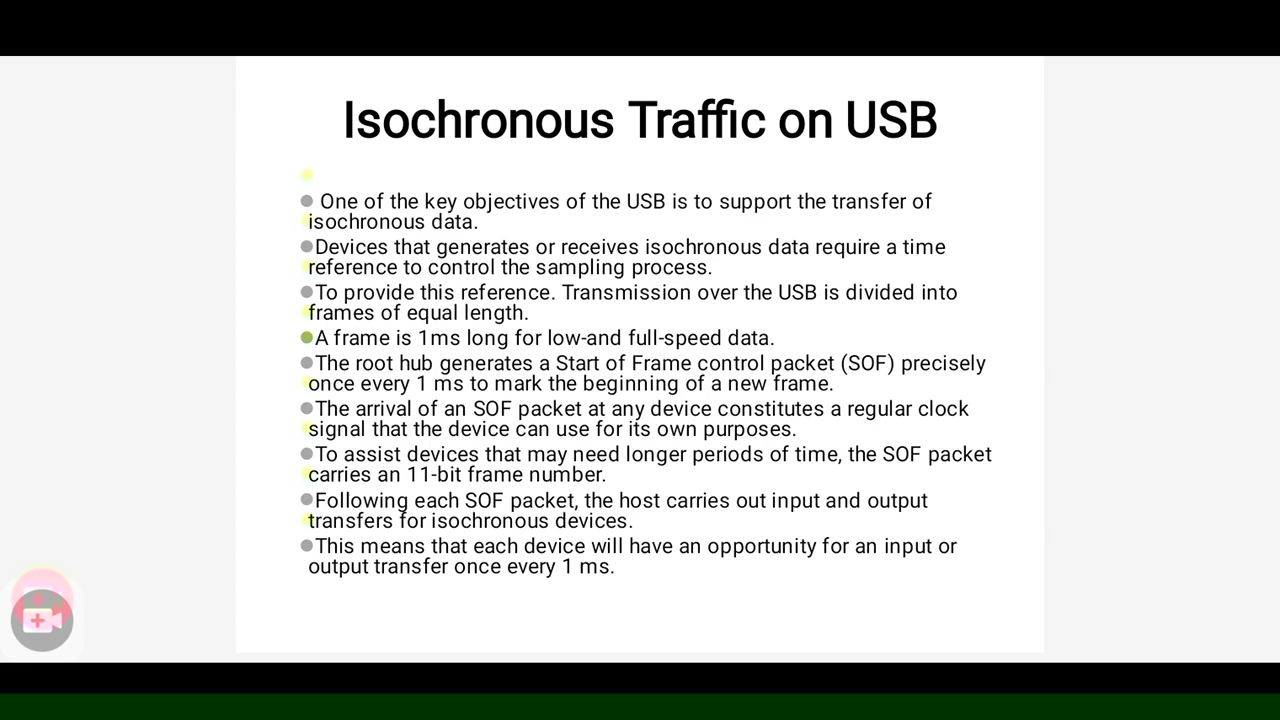 Isochronous Traffic on USB
One of the key objectives of the USB is to support the transfer of
isochronous data.
Devices that generates or receives isochronous data require a time
reference to control the sampling process.
To provide this reference. Transmission over the USB is divided into
frames of equal length.
A frame is 1ms long for low-and full-speed data.
The root hub generates a Start of Frame control packet (SOF) precisely
once every 1 ms to mark the beginning of a new frame.
The arrival of an SOF packet at any device constitutes a regular clock
signal that the device can use for its own purposes.
To assist devices that may need longer periods of time, the SOF packet
carries an 11-bit frame number.
Following each SOF packet, the host carries out input and output
transfers for isochronous devices.
This means that each device will have an opportunity for an input or
output transfer once every 1 ms.